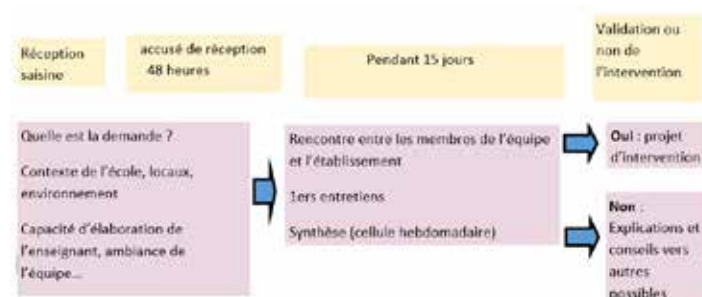 Réception
saisine
accusé de réception
48 heures
Pendant 15 jours
Validation ou
non de
l'intervention
Quelle est la demande ?
Contexte de l'école, locaux,
environnement
Capacité d'élaboration de
l'enseignant, ambiance de
l'équipe...
Rencontre entre les membres de l'équipe
et l'établissement
1ers entretiens
Synthèse (cellule hebdomadaire)
Oui : projet
d'intervention
Non :
Explications et
conseils vers
autres
possibles